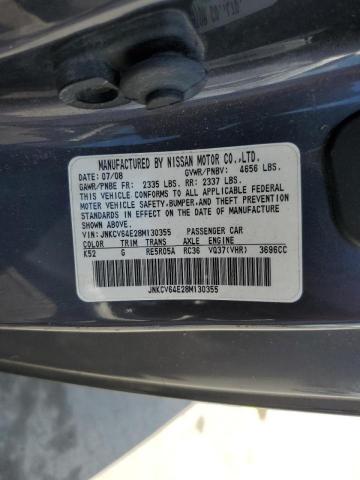 MANUFACTURED BY NISSAN MOTOR CO.,LTD.
DATE: 07/08 GVWR/PNBV: 4656 LBS.
GAWR/PNBE FR: 2335 LBS. RR: 2337 LBS.
THIS VEHICLE CONFORMS TO ALL APPLICABLE FEDERAL
MOTOR VEHICLE SAFETY,BUMPER,AND THEFT PREVENTION
STANDARDS IN EFFECT ON THE DATE OF MANUFACTURE
SHOWN ABOVE.
VIN: JNKCV64E28M130355 PASSENGER CAR
COLOR TRIM TRANS AXLE ENGINE
K52 G RE5R05A RC36 VQ37(VHR) 3696CC
JNKCV64E28M130355